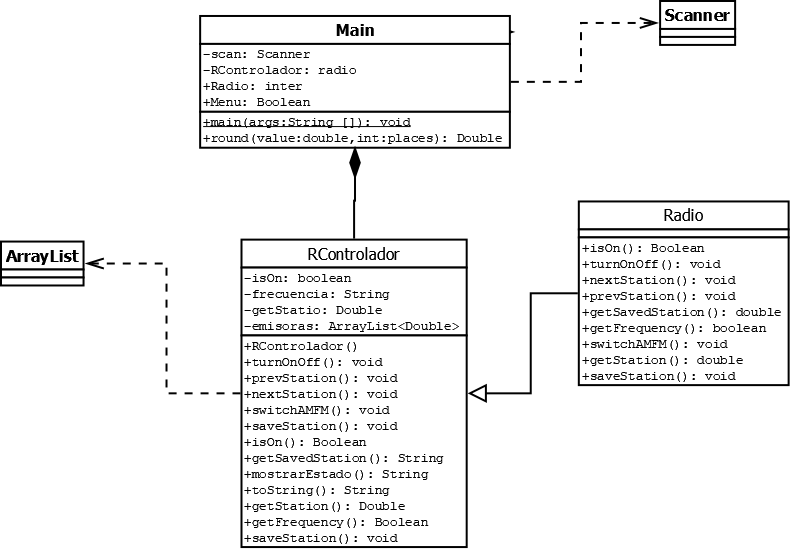 Scanner
Main
-scan: Scanner
-RControlador: radio
+Radio: inter
+Menu: Boolean
+main(args:String []): void
+round(value:double,int:places): Double
ArrayList
RControlador
-isOn: boolean
-frecuencia: String
-getStatio: Double
-emisoras: ArrayList<Double>
+RControlador()
+turnOnOff(): void
+prevStation(): void
+nextStation(): void
+switchAMFM(): void
+saveStation(): void
+isOn(): Boolean
+getSavedStation(): String
+mostrarEstado(): String
+toString(): String
+getStation(): Double
+getFrequency(): Boolean
+saveStation(): void
Radio
+isOn(): Boolean
+turnOnOff(): void
+nextStation(): void
+prevStation(): void
+getSavedStation(): double
+getFrequency(): boolean
+switchAMFM(): void
+getStation(): double
+saveStation(): void